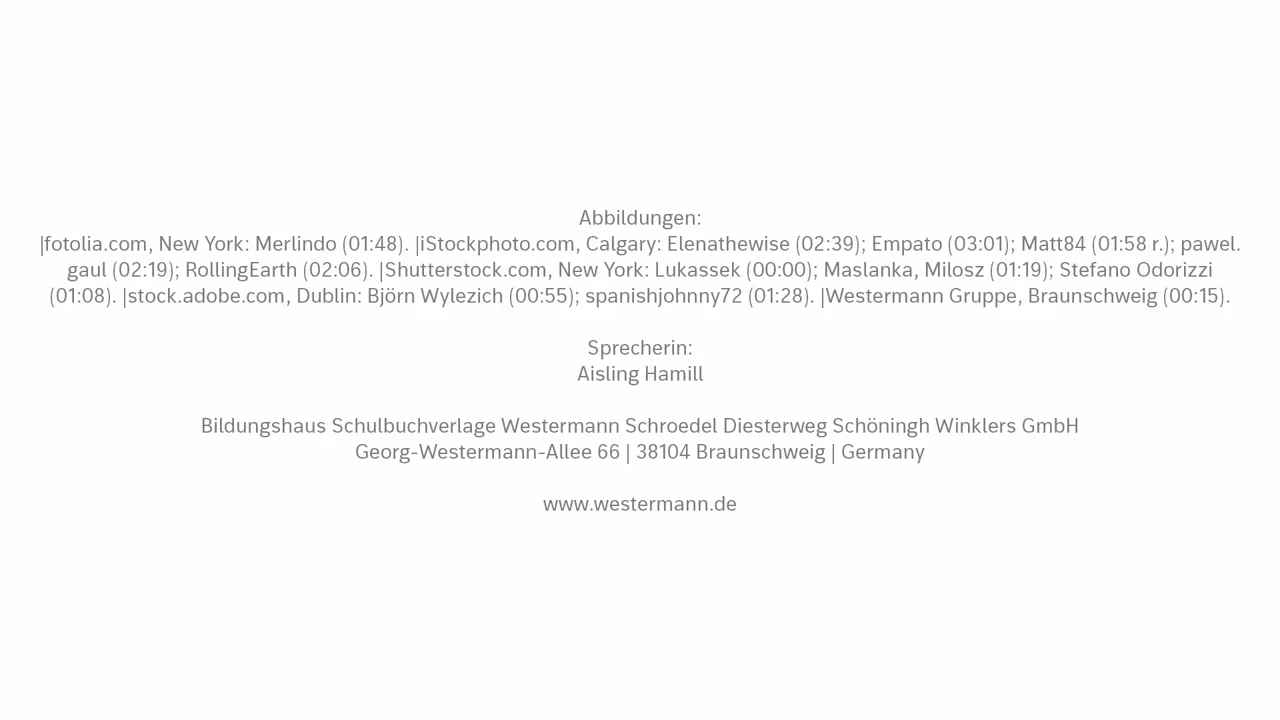 Abbildungen:
|fotolia.com, New York: Merlindo (01:48). |iStockphoto.com, Calgary: Elenathewise (02:39); Empato (03:01); Matt84 (01:58 r.); pawel.
gaul (02:19); RollingEarth (02:06). |Shutterstock.com, New York: Lukassek (00:00); Maslanka, Milosz (01:19); Stefano Odorizzi
(01:08). |stock.adobe.com, Dublin: Björn Wylezich (00:55); spanishjohnny72 (01:28). |Westermann Gruppe, Braunschweig (00:15).
Sprecherin:
Aisling Hamill
Bildungshaus Schulbuchverlage Westermann Schroedel Diesterweg Schöningh Winklers GmbH
Georg-Westermann-Allee 66 | 38104 Braunschweig | Germany
www.westermann.de